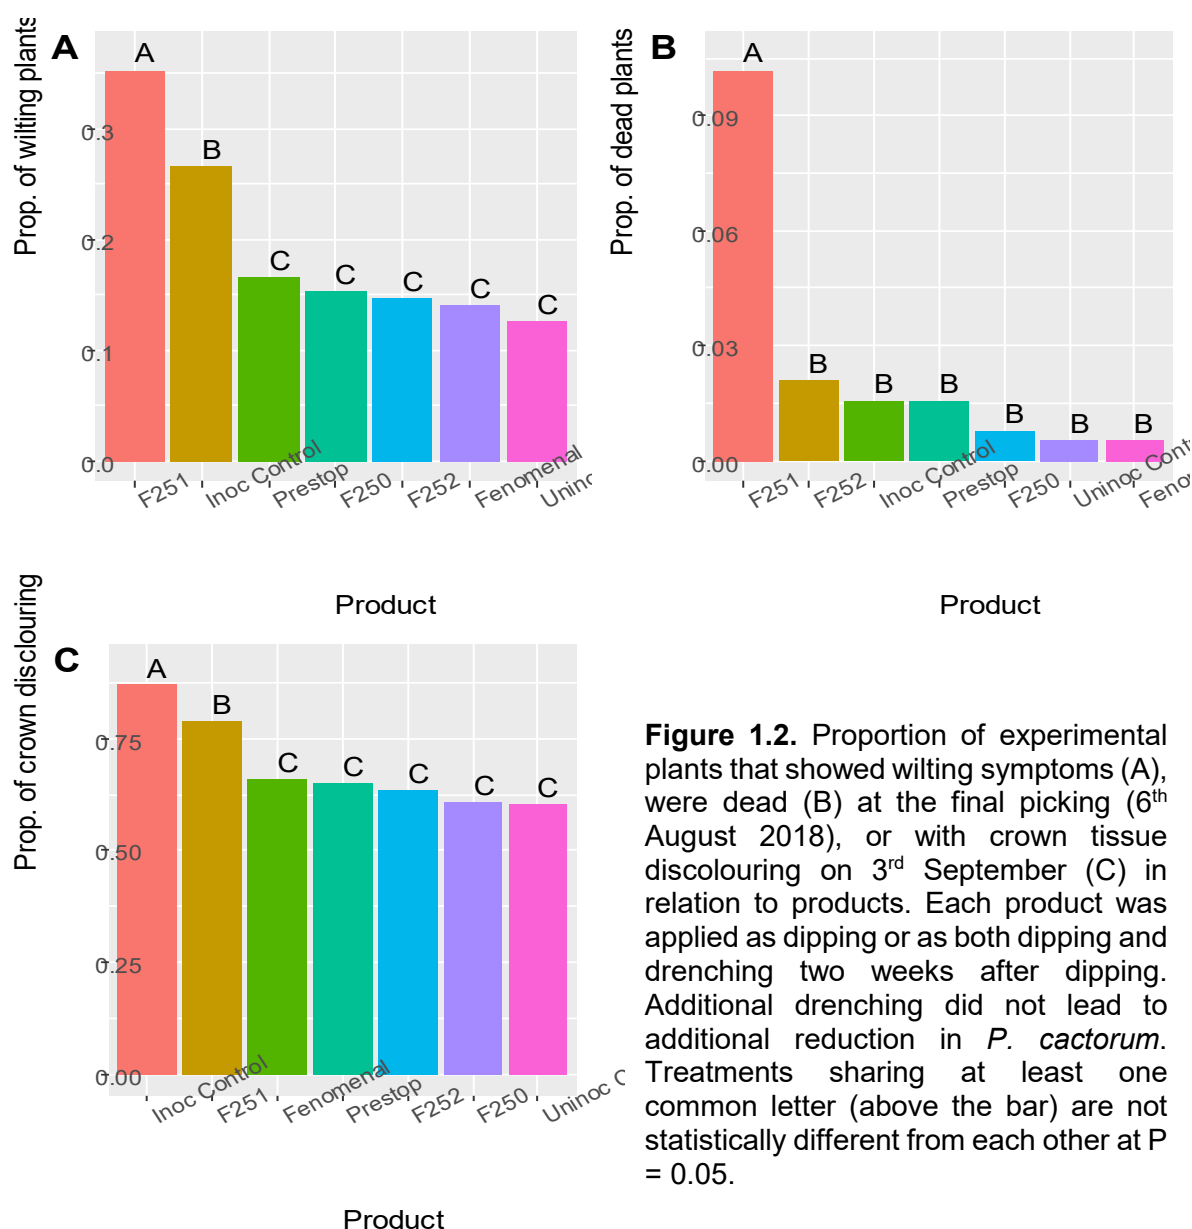 A
Prop. of wilting plants
A
B
C
C
C
C
C
0.3
0.2
0.1
0.0
F251
Inoc Control
Prestop
F250
F252
Fenomenal
Uninoc
Product
B
Prop. of dead plants
A
B
B
B
B
B
B
0.09
0.06
0.03
0.00
F251
F252
Inoc Control
Prestop
F250
Uninoc Cont
Feno
Product
C
Prop. of crown disclouring
A
B
C
C
C
C
C
0.75
0.50
0.25
0.00
Inoc Control
F251
Fenomenal
Prestop
F252
F250
Uninoc C
Product
Figure 1.2. Proportion of experimental
plants that showed wilting symptoms (A),
were dead (B) at the final picking (6th
August 2018), or with crown tissue
discolouring on 3rd September (C) in
relation to products. Each product was
applied as dipping or as both dipping and
drenching two weeks after dipping.
Additional drenching did not lead to
additional reduction in P. cactorum.
Treatments sharing at least one
common letter (above the bar) are not
statistically different from each other at P
= 0.05.